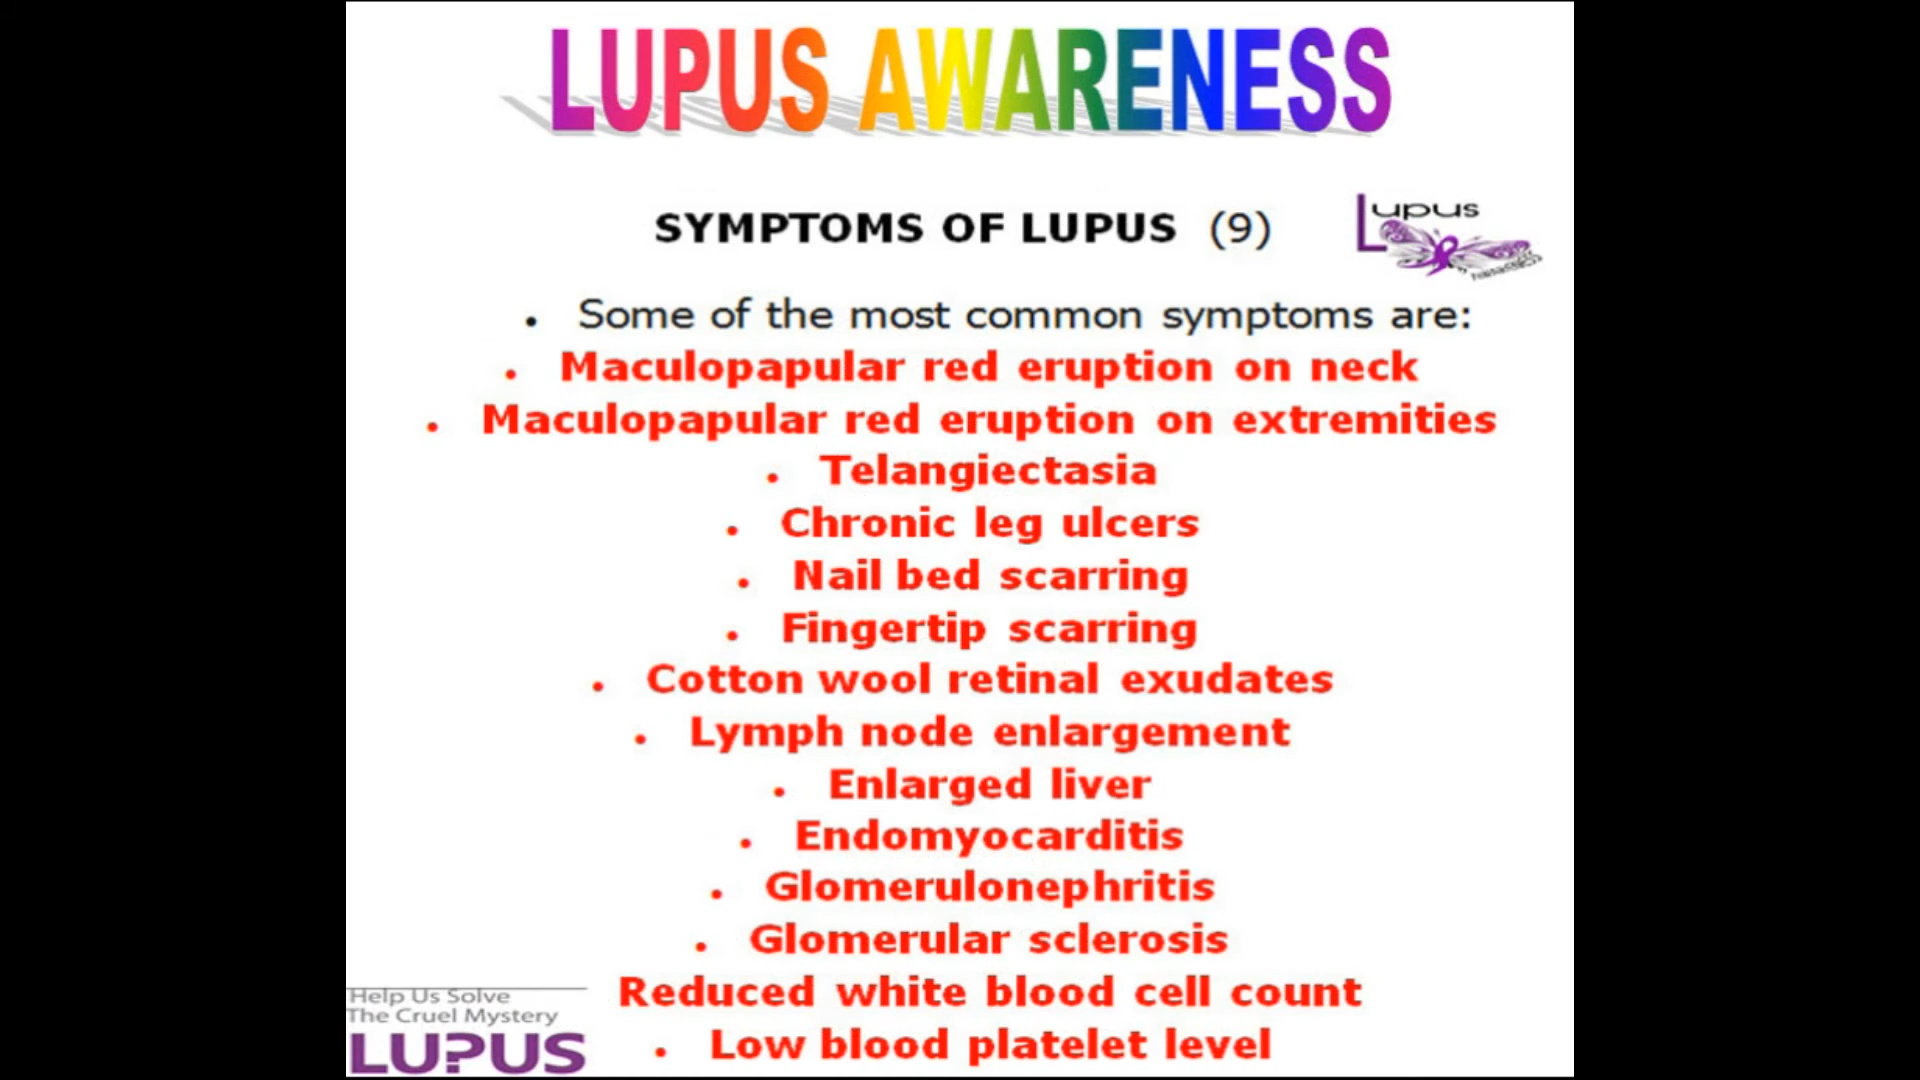 LUPUS AWARENESS
SYMPTOMS OF LUPUS (9)
Lupus
• Some of the most common symptoms are:
• Maculopapular red eruption on neck
• Maculopapular red eruption on extremities
• Telangiectasia
• Chronic leg ulcers
• Nail bed scarring
• Fingertip scarring
• Cotton wool retinal exudates
• Lymph node enlargement
• Enlarged liver
• Endomyocarditis
• Glomerulonephritis
• Glomerular sclerosis
Reduced white blood cell count
• Low blood platelet level
Help Us Solve
The Cruel Mystery
LU?US